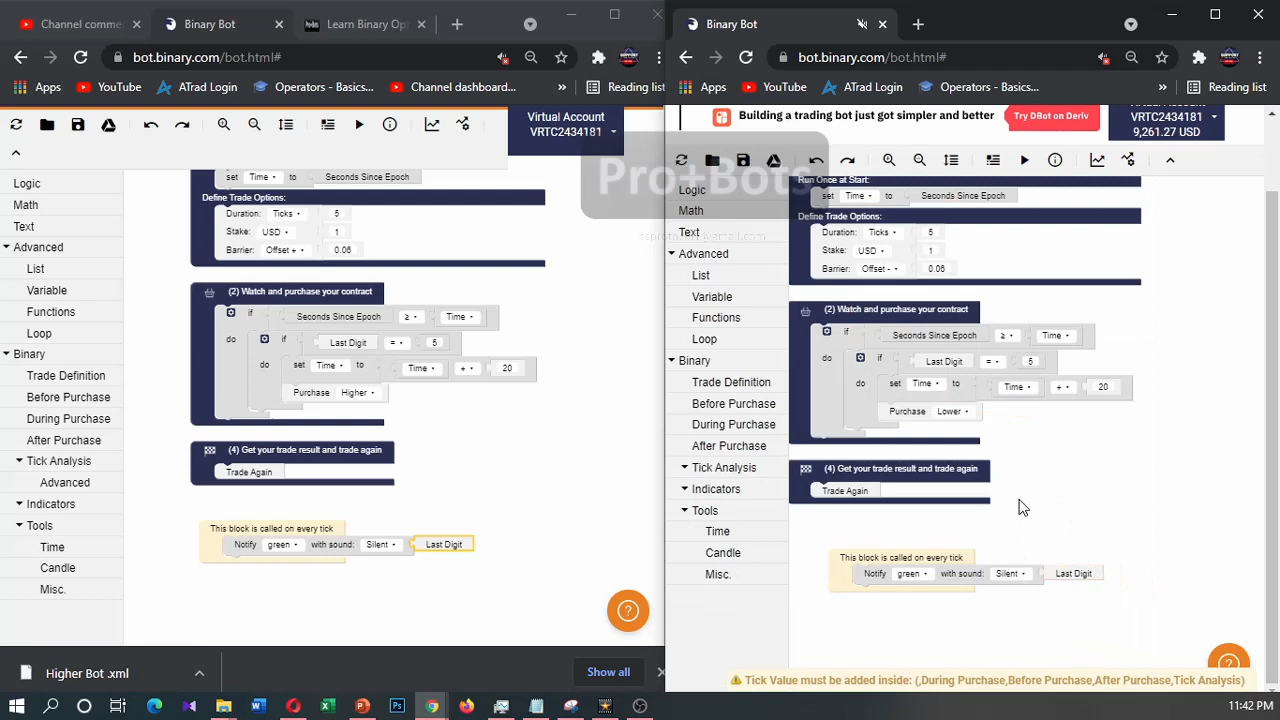 Channel comme
Binary Bot
Learn Binary Op
bot.binary.com/bot.html#
Apps
YouTube
ATrad Login
Operators - Basics...
Channel dashboard...
»
Reading list
Virtual Account
VRTC2434181
Logic
Math
Text
Advanced
List
Variable
Functions
Loop
Binary
Trade Definition
Before Purchase
During Purchase
After Purchase
Tick Analysis
Advanced
Indicators
Tools
Time
Candle
Misc.
set Time to Seconds Since Epoch
Define Trade Options:
Duration: Ticks 5
Stake: USD 1
Barrier: Offset + 0.06
(2) Watch and purchase your contract
if Seconds Since Epoch ≥ Time
do if Last Digit = 5
do set Time to Time + 20
Purchase Higher
(4) Get your trade result and trade again
Trade Again
This block is called on every tick
Notify green with sound: Silent Last Digit
Higher Bot .xml
Show all
Binary Bot
bot.binary.com/bot.html#
Apps
YouTube
ATrad Login
Operators - Basics...
»
Reading list
Building a trading bot just got simpler and better
Try DBot on Deriv
VRTC2434181
9,261.27 USD
Pro+Bots
Logic
Math
Text
Advanced
List
Variable
Functions
Loop
Binary
Trade Definition
Before Purchase
During Purchase
After Purchase
Tick Analysis
Indicators
Tools
Time
Candle
Misc.
Run Once at Start:
set Time to Seconds Since Epoch
Define Trade Options:
Duration: Ticks 5
Stake: USD 1
Barrier: Offset - 0.06
(2) Watch and purchase your contract
if Seconds Since Epoch ≥ Time
do if Last Digit = 5
do set Time to Time + 20
Purchase Lower
(4) Get your trade result and trade again
Trade Again
This block is called on every tick
Notify green with sound: Silent Last Digit
Tick Value must be added inside: (,During Purchase,Before Purchase,After Purchase,Tick Analysis)
11:42 PM